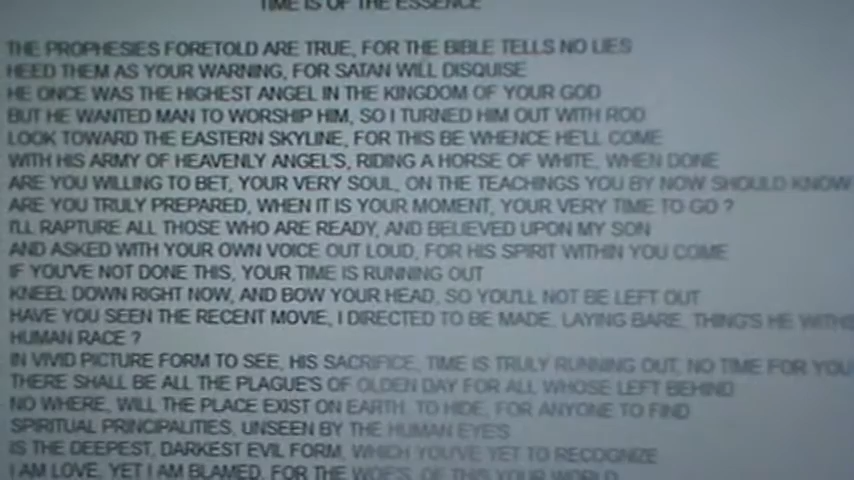 TIME IS OF THE ESSENCE
THE PROPHESIES FORETOLD ARE TRUE, FOR THE BIBLE TELLS NO LIES
HEED THEM AS YOUR WARNING, FOR SATAN WILL DISQUISE
HE ONCE WAS THE HIGHEST ANGEL IN THE KINGDOM OF YOUR GOD
BUT HE WANTED MAN TO WORSHIP HIM, SO I TURNED HIM OUT WITH ROD
LOOK TOWARD THE EASTERN SKYLINE, FOR THIS BE WHENCE HE'LL COME
WITH HIS ARMY OF HEAVENLY ANGEL'S, RIDING A HORSE OF WHITE, WHEN DONE
ARE YOU WILLING TO BET, YOUR VERY SOUL, ON THE TEACHINGS YOU BY NOW SHOULD KNOW
ARE YOU TRULY PREPARED, WHEN IT IS YOUR MOMENT, YOUR VERY TIME TO GO ?
I'LL RAPTURE ALL THOSE WHO ARE READY, AND BELIEVED UPON MY SON
AND ASKED WITH YOUR OWN VOICE OUT LOUD, FOR HIS SPIRIT WITHIN YOU COME
IF YOU'VE NOT DONE THIS, YOUR TIME IS RUNNING OUT
KNEEL DOWN RIGHT NOW, AND BOW YOUR HEAD, SO YOU'LL NOT BE LEFT OUT
HAVE YOU SEEN THE RECENT MOVIE, I DIRECTED TO BE MADE, LAYING BARE, THING'S HE
HUMAN RACE ?
IN VIVID PICTURE FORM TO SEE, HIS SACRIFICE, TIME IS TRULY RUNNING OUT, NO TIME FOR YOU
THERE SHALL BE ALL THE PLAGUE'S OF OLDEN DAY FOR ALL WHOSE LEFT BEHIND
NO WHERE, WILL THE PLACE EXIST ON EARTH, TO HIDE, FOR ANYONE TO FIND
SPIRITUAL PRINCIPALITIES, UNSEEN BY THE HUMAN EYE'S
IS THE DEEPEST, DARKEST EVIL FORM, WHICH YOU'VE YET TO RECOGNIZE
I AM LOVE, YET I AM BLAMED, FOR THE WOE'S, OF THIS YOUR WORLD